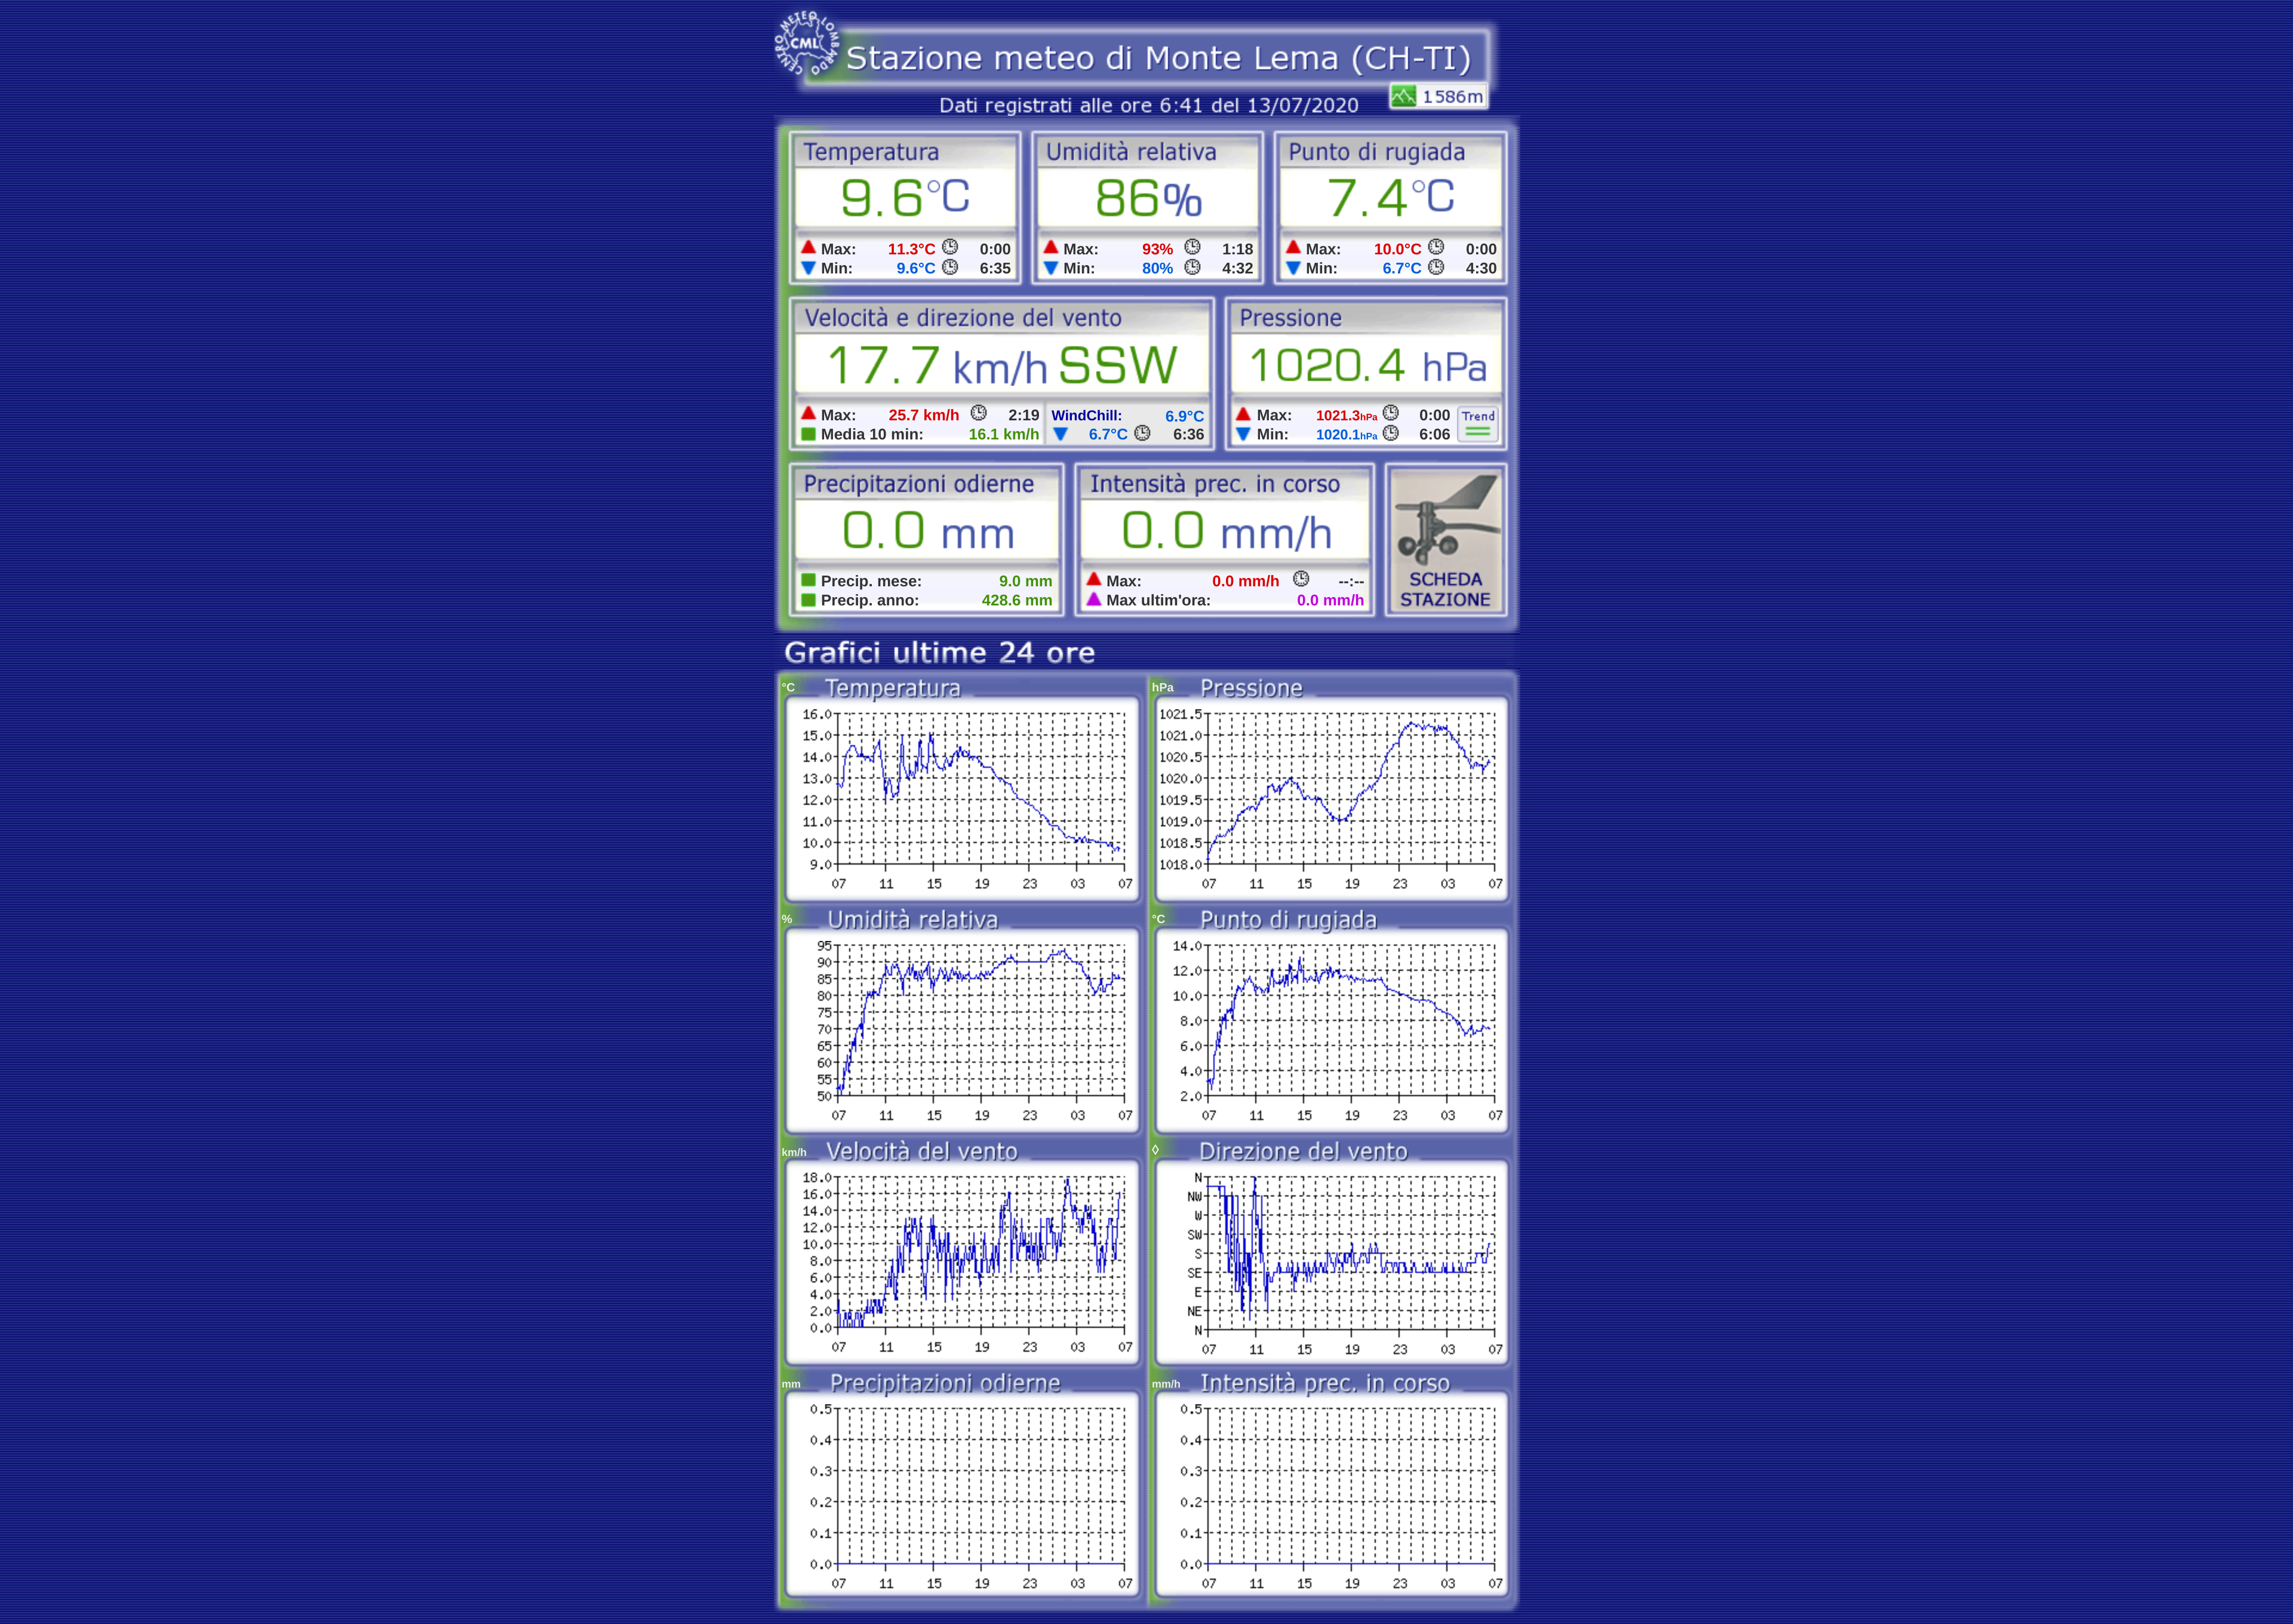 CENTRO METEO LOMBARDO
CML
Stazione meteo di Monte Lema (CH-TI)
1586m
Dati registrati alle ore 6:41 del 13/07/2020
Temperatura
9.6°C
Max: 11.3°C 0:00
Min: 9.6°C 6:35
Umidità relativa
86%
Max: 93% 1:18
Min: 80% 4:32
Punto di rugiada
7.4°C
Max: 10.0°C 0:00
Min: 6.7°C 4:30
Velocità e direzione del vento
17.7 km/h SSW
Max: 25.7 km/h 2:19
Media 10 min: 16.1 km/h
WindChill: 6.9°C
6.7°C 6:36
Pressione
1020.4 hPa
Max: 1021.3hPa 0:00
Min: 1020.1hPa 6:06
Trend
Precipitazioni odierne
0.0 mm
Precip. mese: 9.0 mm
Precip. anno: 428.6 mm
Intensità prec. in corso
0.0 mm/h
Max: 0.0 mm/h --:--
Max ultim'ora: 0.0 mm/h
SCHEDA
STAZIONE
Grafici ultime 24 ore
°C Temperatura
16.0
15.0
14.0
13.0
12.0
11.0
10.0
9.0
07 11 15 19 23 03 07
hPa Pressione
1021.5
1021.0
1020.5
1020.0
1019.5
1019.0
1018.5
1018.0
07 11 15 19 23 03 07
% Umidità relativa
95
90
85
80
75
70
65
60
55
50
07 11 15 19 23 03 07
°C Punto di rugiada
14.0
12.0
10.0
8.0
6.0
4.0
2.0
07 11 15 19 23 03 07
km/h Velocità del vento
18.0
16.0
14.0
12.0
10.0
8.0
6.0
4.0
2.0
0.0
07 11 15 19 23 03 07
◊ Direzione del vento
N
NW
W
SW
S
SE
E
NE
N
07 11 15 19 23 03 07
mm Precipitazioni odierne
0.5
0.4
0.3
0.2
0.1
0.0
07 11 15 19 23 03 07
mm/h Intensità prec. in corso
0.5
0.4
0.3
0.2
0.1
0.0
07 11 15 19 23 03 07